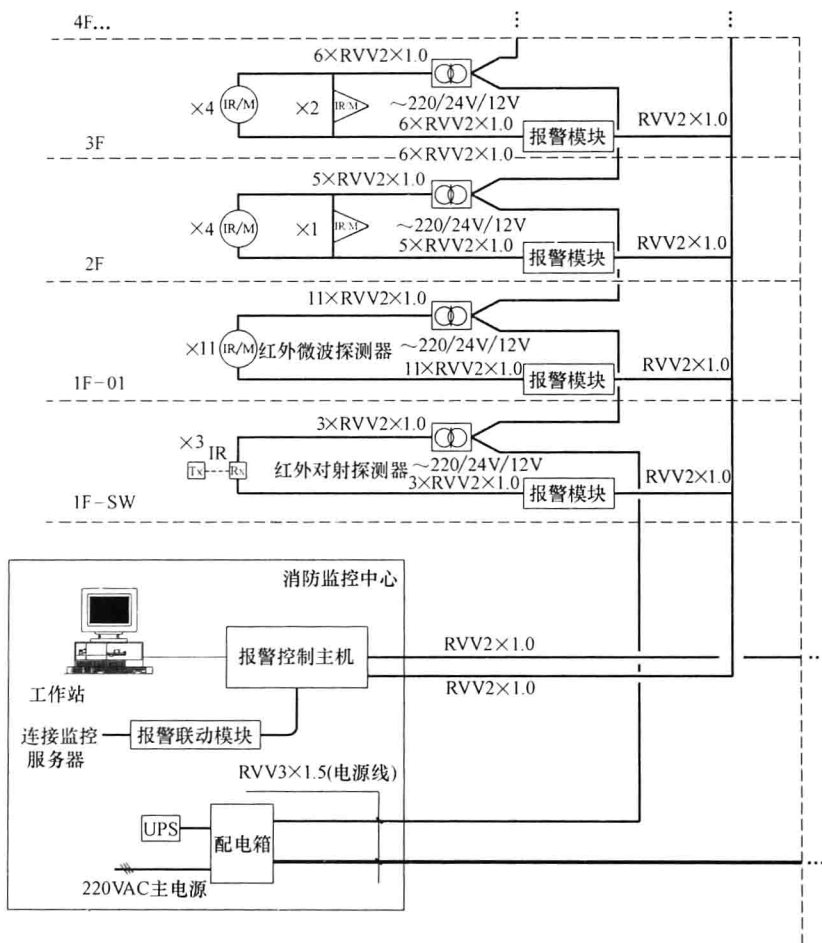 4F...
6×RVV2×1.0
×4 IR/M ×2 IR/M ～220/24V/12V
6×RVV2×1.0 报警模块 RVV2×1.0
3F
6×RVV2×1.0
5×RVV2×1.0
×4 IR/M ×1 IR/M ～220/24V/12V
5×RVV2×1.0 报警模块 RVV2×1.0
2F
11×RVV2×1.0
×11 IR/M 红外微波探测器 ～220/24V/12V
11×RVV2×1.0 报警模块 RVV2×1.0
1F-01
3×RVV2×1.0
×3 IR
Tx Rx 红外对射探测器 ～220/24V/12V
3×RVV2×1.0 报警模块 RVV2×1.0
1F-SW
消防监控中心
报警控制主机 RVV2×1.0
RVV2×1.0
工作站
连接监控
服务器
报警联动模块
RVV3×1.5(电源线)
UPS
配电箱
220VAC主电源